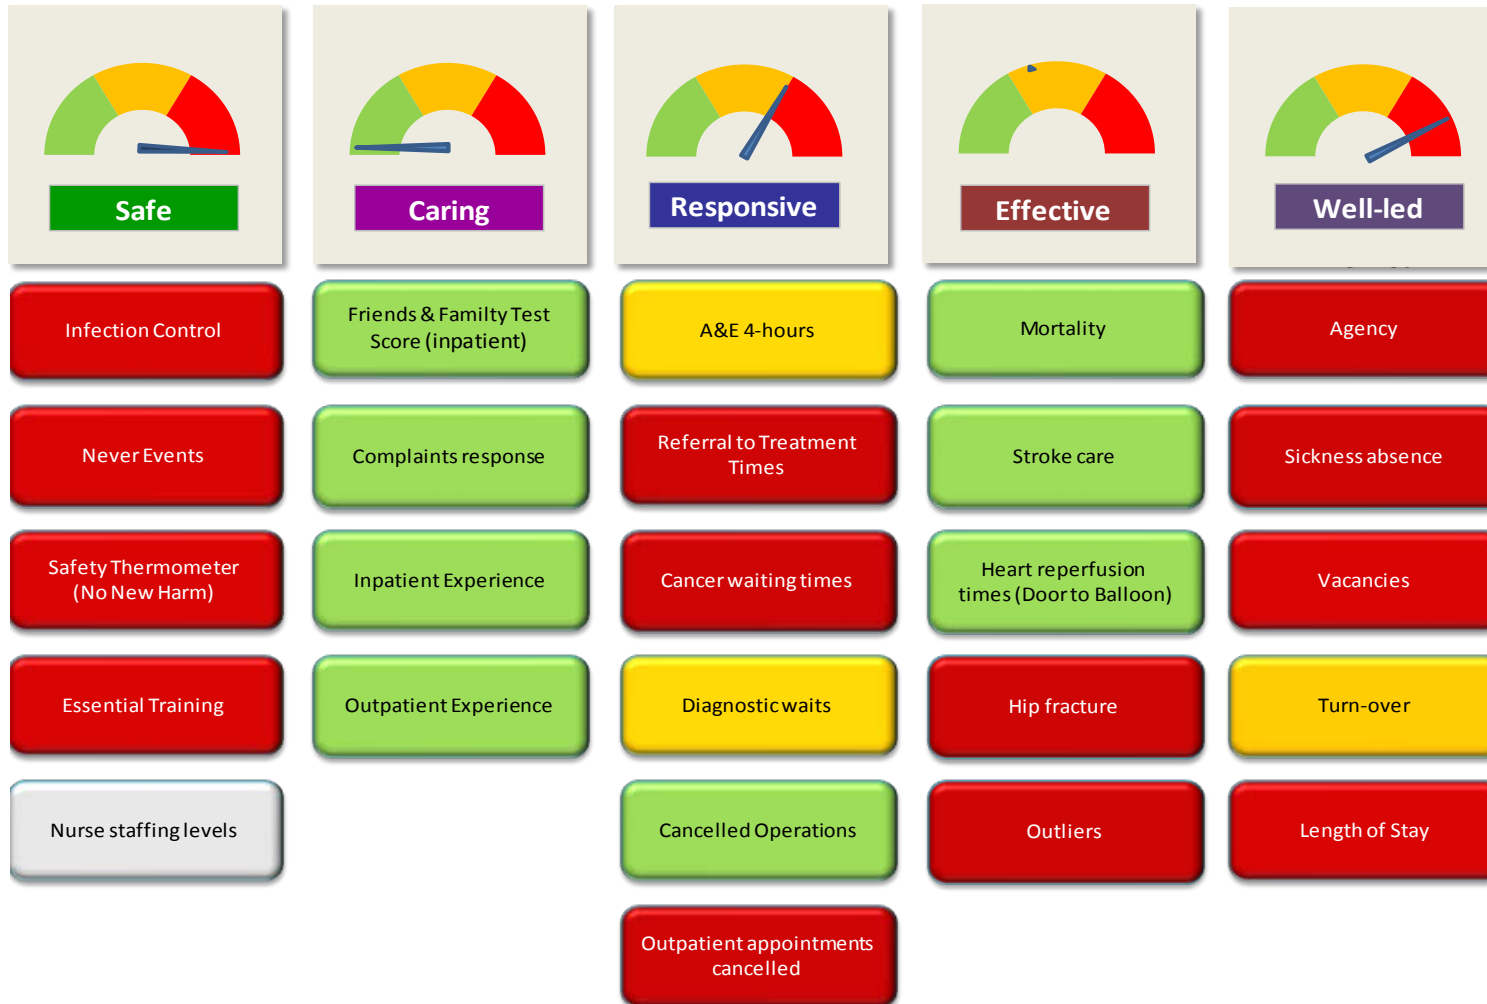 Safe
Caring
Responsive
Effective
Well-led
Infection Control
Friends & Familty Test
Score (inpatient)
A&E 4-hours
Mortality
Agency
Never Events
Complaints response
Referral to Treatment
Times
Stroke care
Sickness absence
Safety Thermometer
(No New Harm)
Inpatient Experience
Cancer waiting times
Heart reperfusion
times (Door to Balloon)
Vacancies
Essential Training
Outpatient Experience
Diagnostic waits
Hip fracture
Turn-over
Nurse staffing levels
Cancelled Operations
Outliers
Length of Stay
Outpatient appointments
cancelled